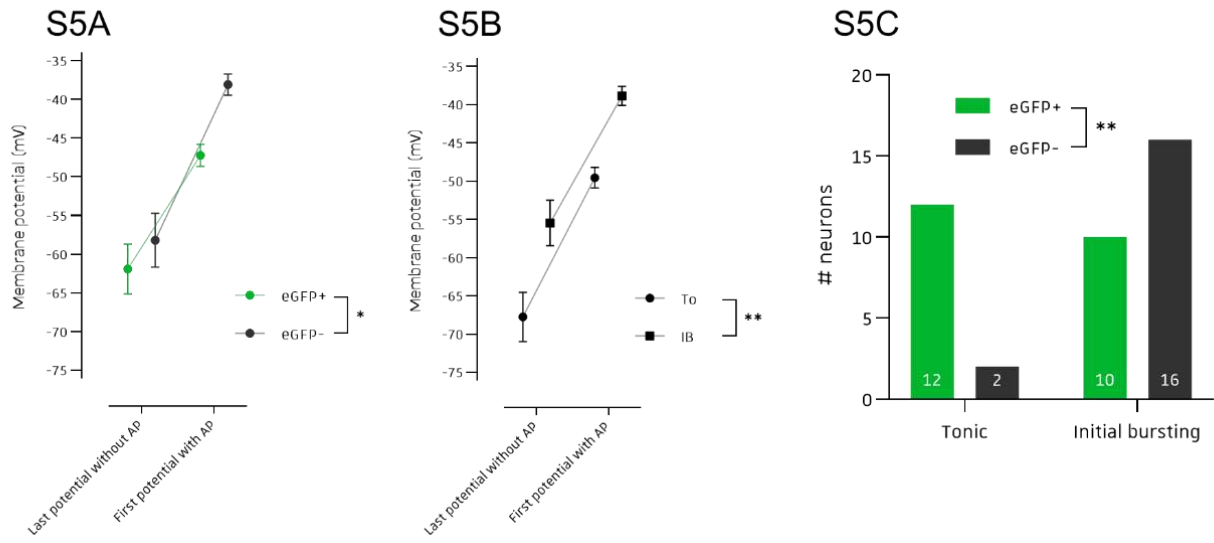 S5A
S5B
S5C
Membrane potential (mV)
-35
-40
-45
-50
-55
-60
-65
-70
-75
eGFP+
eGFP-
*
Last potential without AP
First potential with AP
Membrane potential (mV)
-35
-40
-45
-50
-55
-60
-65
-70
-75
To
IB
**
Last potential without AP
First potential with AP
# neurons
20
15
10
5
0
eGFP+
eGFP-
**
12
2
10
16
Tonic
Initial bursting